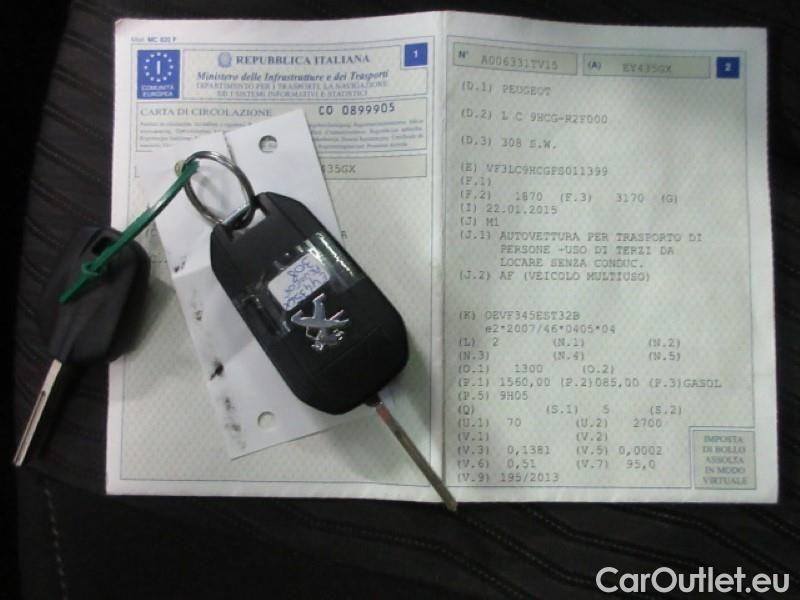 Mod. MC 820 F
I
COMUNITÀ
EUROPEA
REPUBBLICA ITALIANA
1
Ministero delle Infrastrutture e dei Trasporti
DIPARTIMENTO PER I TRASPORTI, LA NAVIGAZIONE
ED I SISTEMI INFORMATIVI E STATISTICI
CARTA DI CIRCOLAZIONE
CO 0899905
435GX
N°
A006331TV15
(A)
EY435GX
2
(D.1) PEUGEOT
(D.2) L C 9HCG-R2F000
(D.3) 308 S.W.
(E) VF3LC9HCGFS011399
(F.1)
(F.2) 1870 (F.3) 3170 (G)
(I) 22.01.2015
(J) M1
(J.1) AUTOVETTURA PER TRASPORTO DI
PERSONE -USO DI TERZI DA
LOCARE SENZA CONDUC.
(J.2) AF (VEICOLO MULTIUSO)
(K) OEVF345EST32B
e2*2007/46*0405*04
(L) 2 (N.1) (N.2)
(N.3) (N.4) (N.5)
(O.1) 1300 (O.2)
(P.1) 1560,00 (P.2)085,00 (P.3)GASOL
(P.5) 9H05
(Q) (S.1) 5 (S.2)
(U.1) 70 (U.2) 2700
(V.1) (V.2)
(V.3) 0,1381 (V.5) 0,0002
(V.6) 0,51 (V.7) 95,0
(V.9) 195/2013
IMPOSTA
DI BOLLO
ASSOLTA
IN MODO
VIRTUALE
EY435GX
PEUGEOT
308
CarOutlet.eu